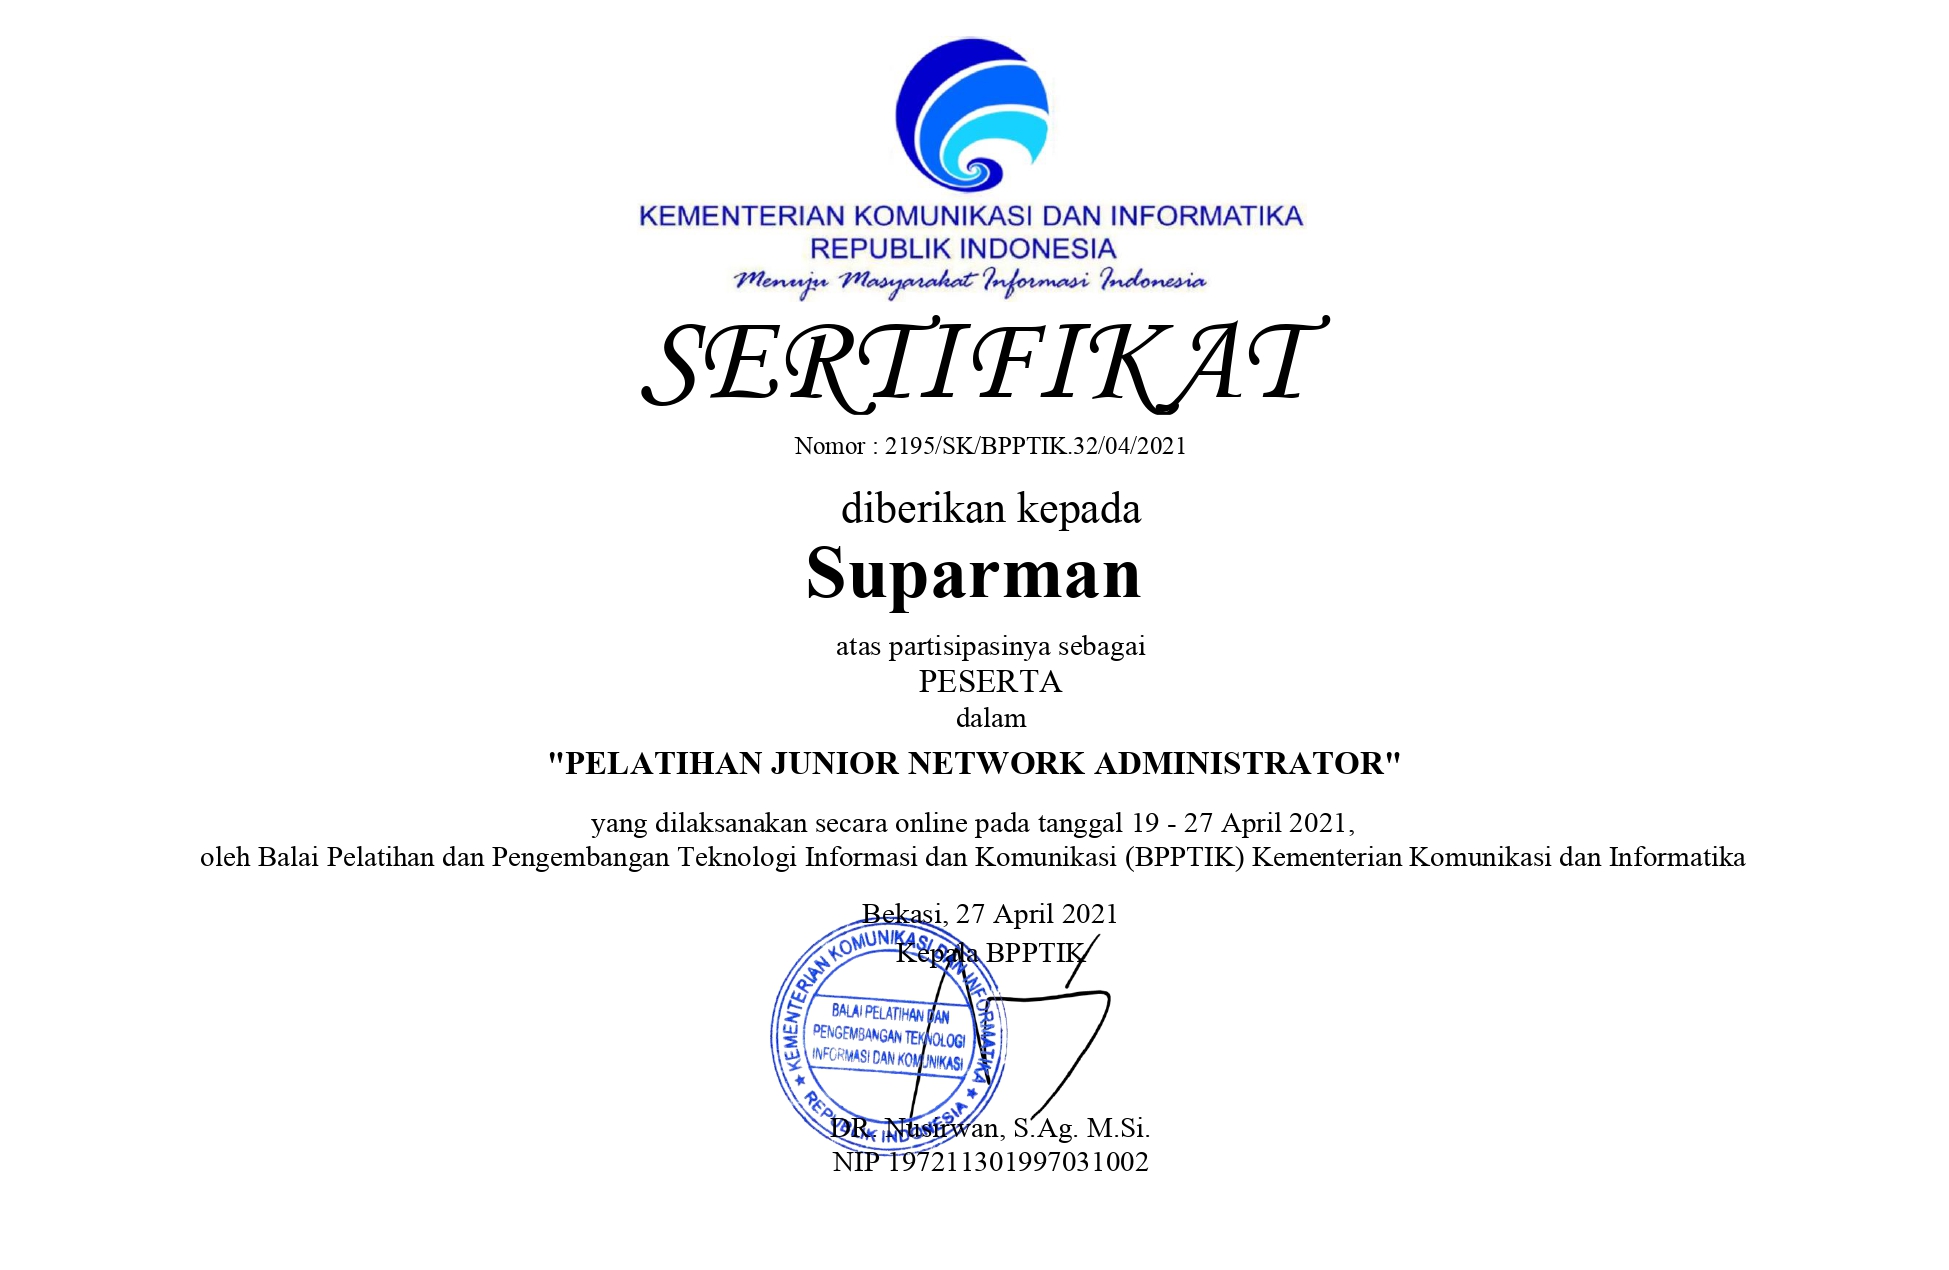 KEMENTERIAN KOMUNIKASI DAN INFORMATIKA
REPUBLIK INDONESIA
Menuju Masyarakat Informasi Indonesia
SERTIFIKAT
Nomor : 2195/SK/BPPTIK.32/04/2021
diberikan kepada
Suparman
atas partisipasinya sebagai
PESERTA
dalam
"PELATIHAN JUNIOR NETWORK ADMINISTRATOR"
yang dilaksanakan secara online pada tanggal 19 - 27 April 2021,
oleh Balai Pelatihan dan Pengembangan Teknologi Informasi dan Komunikasi (BPPTIK) Kementerian Komunikasi dan Informatika
Bekasi, 27 April 2021
Kepala BPPTIK
KEMENTERIAN KOMUNIKASI DAN INFORMATIKA
BALAI PELATIHAN DAN
PENGEMBANGAN TEKNOLOGI
INFORMASI DAN KOMUNIKASI
★ REPUBLIK INDONESIA ★
DR. Nusirwan, S.Ag. M.Si.
NIP 197211301997031002